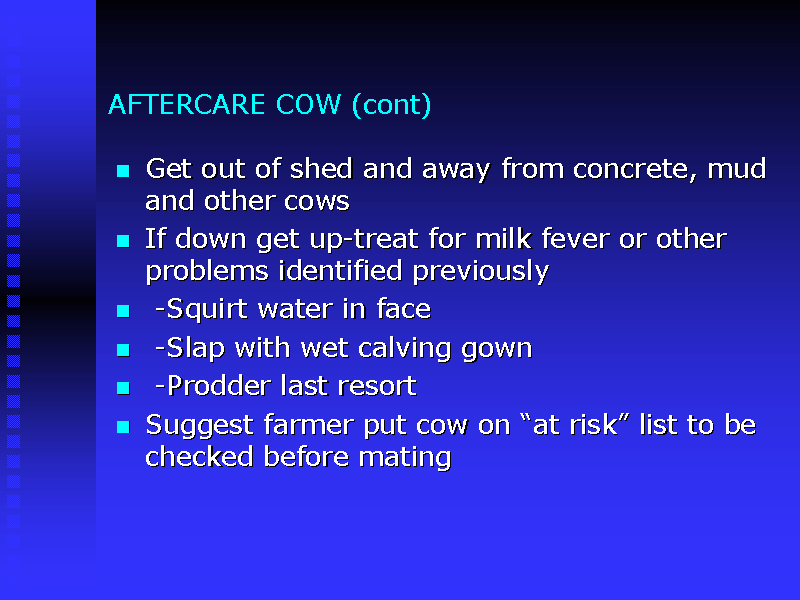 AFTERCARE COW (cont)
Get out of shed and away from concrete, mud
and other cows
If down get up-treat for milk fever or other
problems identified previously
-Squirt water in face
-Slap with wet calving gown
-Prodder last resort
Suggest farmer put cow on “at risk” list to be
checked before mating